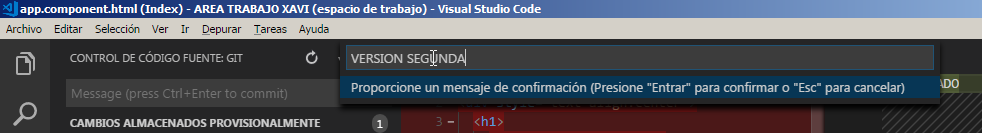 app.component.html (Index) - AREA TRABAJO XAVI (espacio de trabajo) - Visual Studio Code
Archivo Editar Selección Ver Ir Depurar Tareas Ayuda
CONTROL DE CÓDIGO FUENTE: GIT
VERSION SEGUNDA
Message (press Ctrl+Enter to commit)
Proporcione un mensaje de confirmación (Presione "Entrar" para confirmar o "Esc" para cancelar)
ADO
CAMBIOS ALMACENADOS PROVISIONALMENTE 1
3 - <h1>